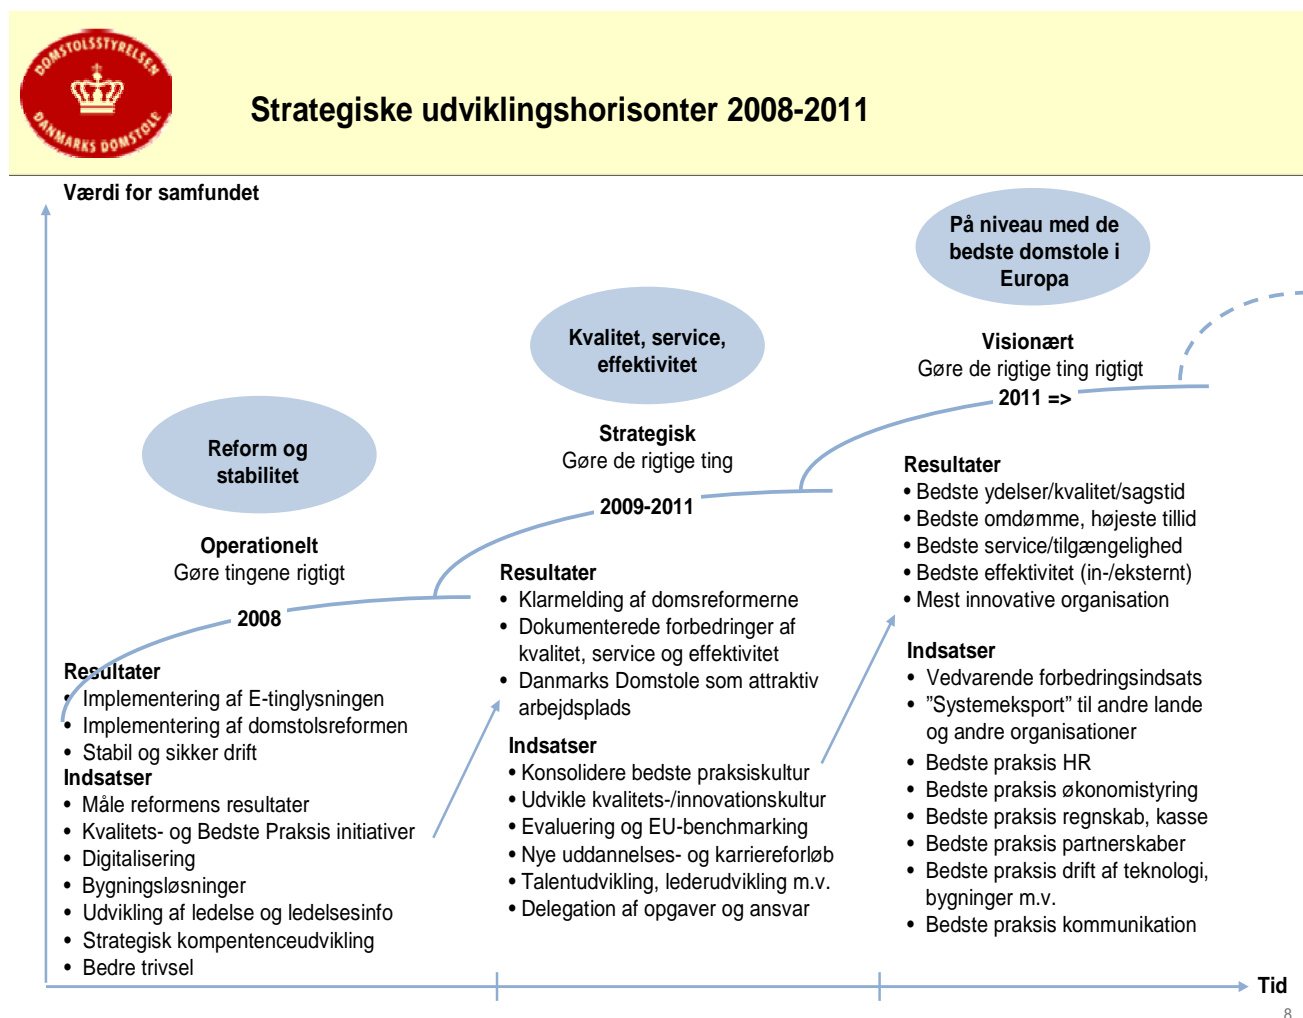 DOMSTOLSSTYRELSEN
DANMARKS DOMSTOLE
Strategiske udviklingshorisonter 2008-2011
Værdi for samfundet
Reform og
stabilitet
Operationelt
Gøre tingene rigtigt
2008
Resultater
• Implementering af E-tinglysningen
• Implementering af domstolsreformen
• Stabil og sikker drift
Indsatser
• Måle reformens resultater
• Kvalitets- og Bedste Praksis initiativer
• Digitalisering
• Bygningsløsninger
• Udvikling af ledelse og ledelsesinfo
• Strategisk kompentenceudvikling
• Bedre trivsel
Kvalitet, service,
effektivitet
Strategisk
Gøre de rigtige ting
2009-2011
Resultater
• Klarmelding af domsreformerne
• Dokumenterede forbedringer af
kvalitet, service og effektivitet
• Danmarks Domstole som attraktiv
arbejdsplads
Indsatser
• Konsolidere bedste praksiskultur
• Udvikle kvalitets-/innovationskultur
• Evaluering og EU-benchmarking
• Nye uddannelses- og karriereforløb
• Talentudvikling, lederudvikling m.v.
• Delegation af opgaver og ansvar
På niveau med de
bedste domstole i
Europa
Visionært
Gøre de rigtige ting rigtigt
2011 =>
Resultater
• Bedste ydelser/kvalitet/sagstid
• Bedste omdømme, højeste tillid
• Bedste service/tilgængelighed
• Bedste effektivitet (in-/eksternt)
• Mest innovative organisation
Indsatser
• Vedvarende forbedringsindsats
• ”Systemeksport” til andre lande
og andre organisationer
• Bedste praksis HR
• Bedste praksis økonomistyring
• Bedste praksis regnskab, kasse
• Bedste praksis partnerskaber
• Bedste praksis drift af teknologi,
bygninger m.v.
• Bedste praksis kommunikation
Tid
8